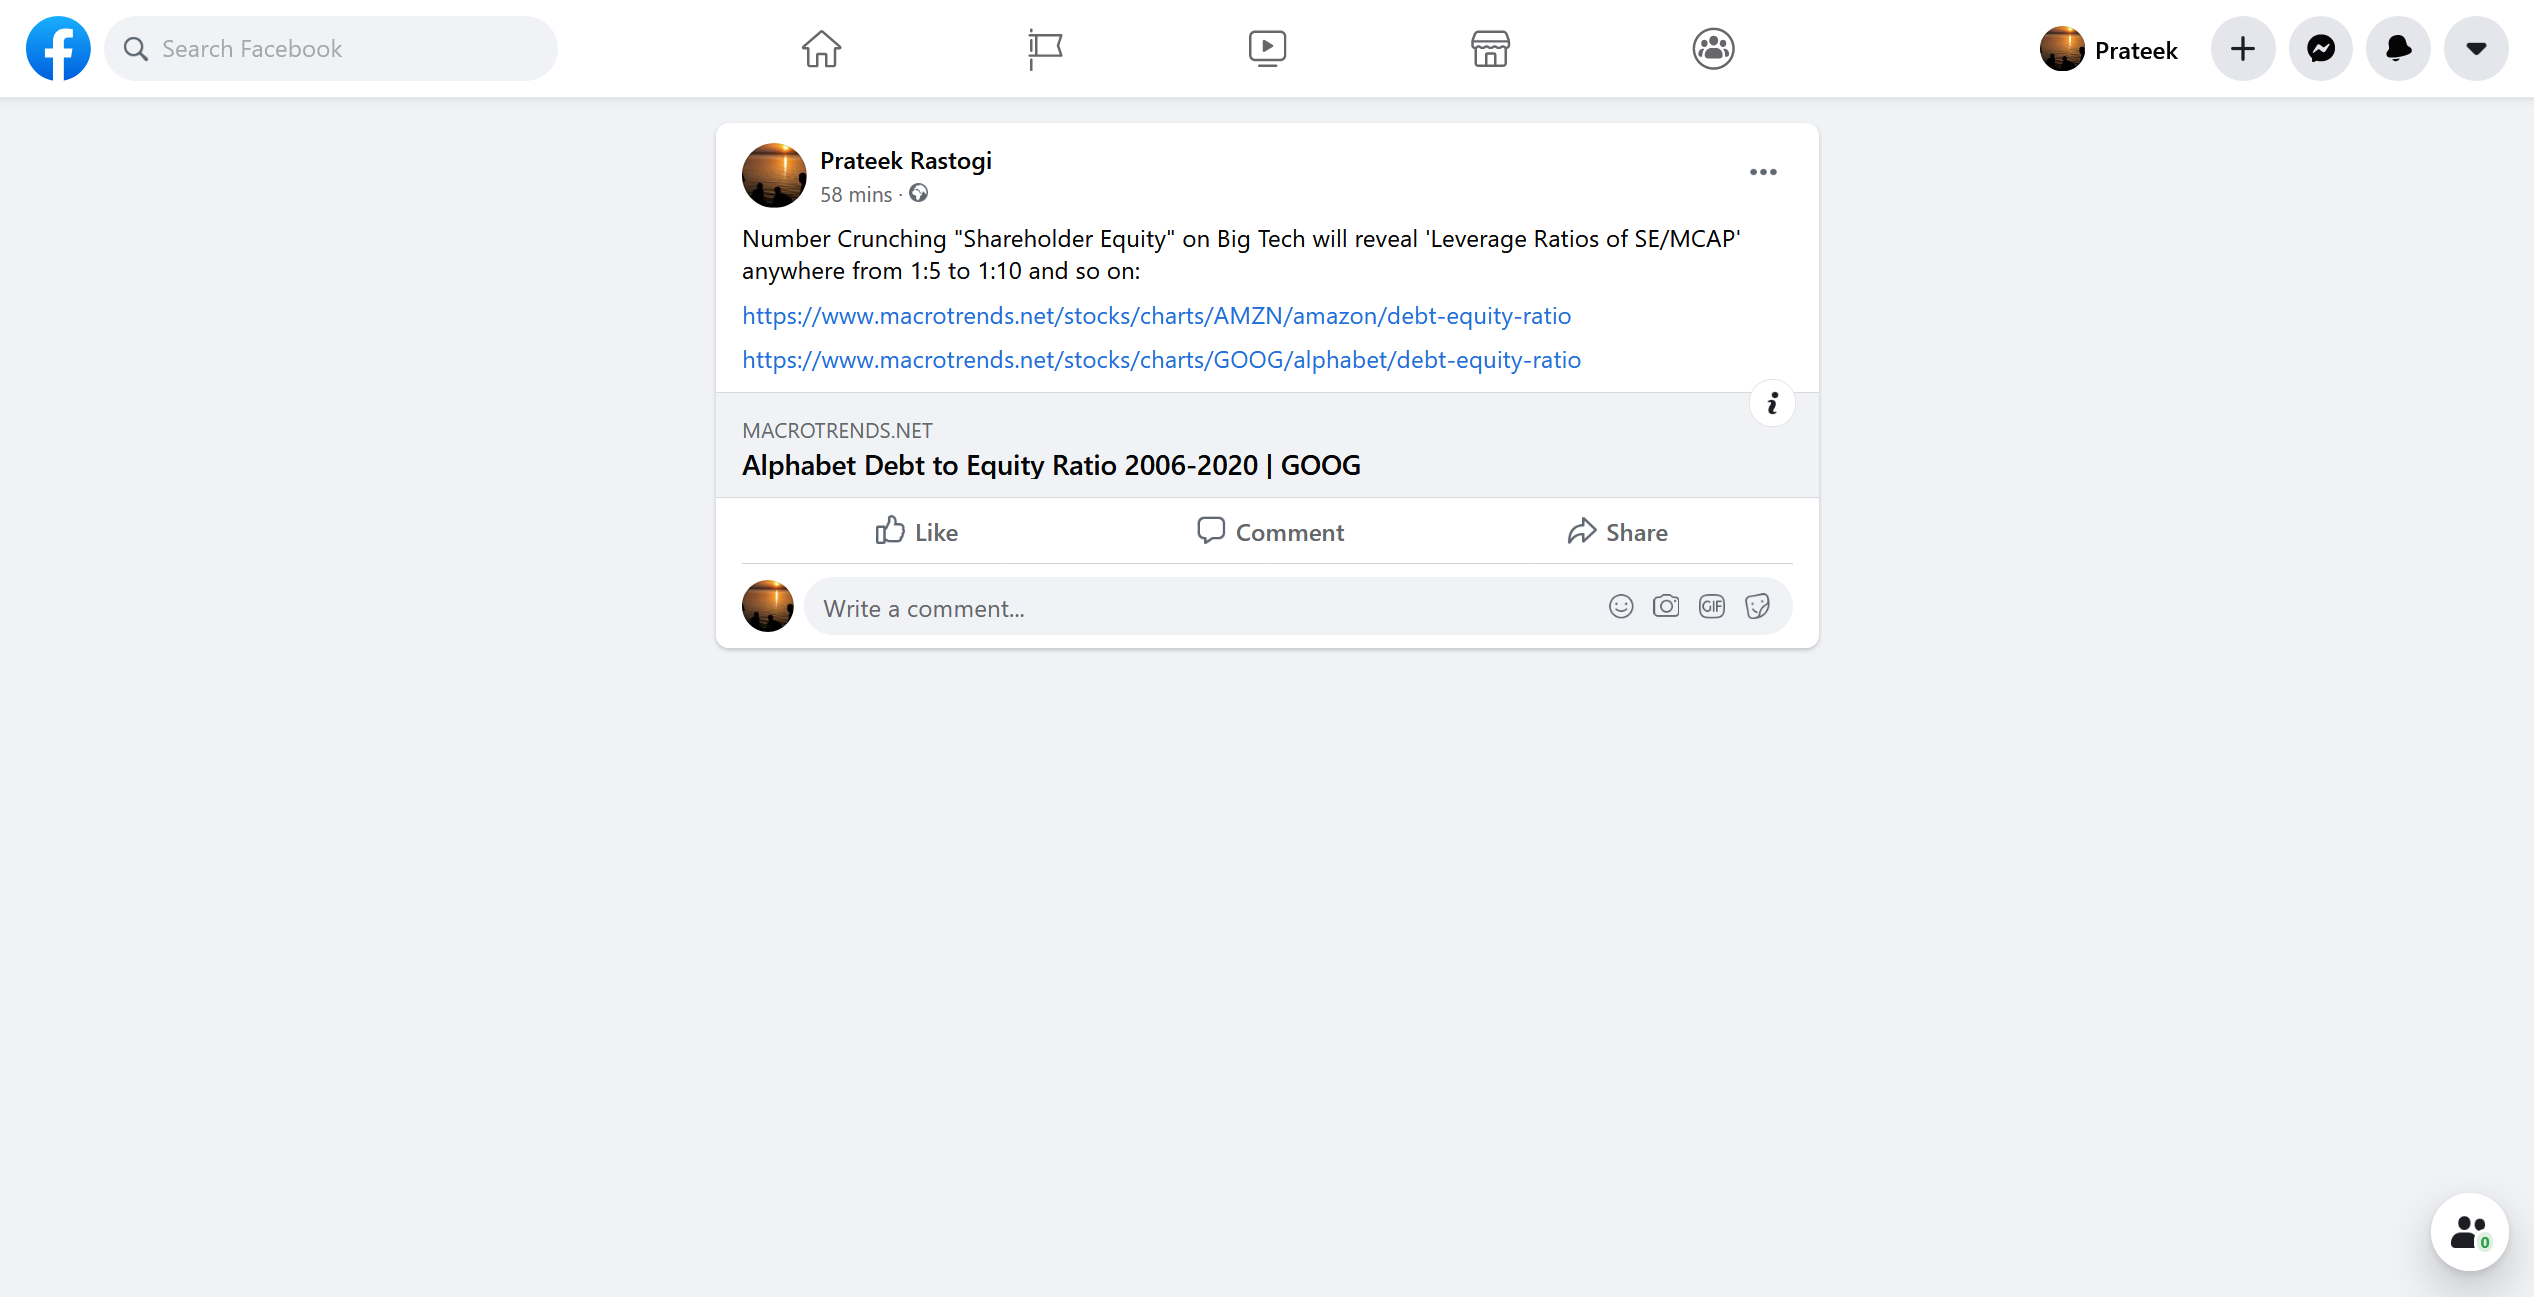 Search Facebook
Prateek
Prateek Rastogi
58 mins ·
Number Crunching "Shareholder Equity" on Big Tech will reveal 'Leverage Ratios of SE/MCAP'
anywhere from 1:5 to 1:10 and so on:
https://www.macrotrends.net/stocks/charts/AMZN/amazon/debt-equity-ratio
https://www.macrotrends.net/stocks/charts/GOOG/alphabet/debt-equity-ratio
MACROTRENDS.NET
Alphabet Debt to Equity Ratio 2006-2020 | GOOG
Like Comment Share
Write a comment...
GIF
0